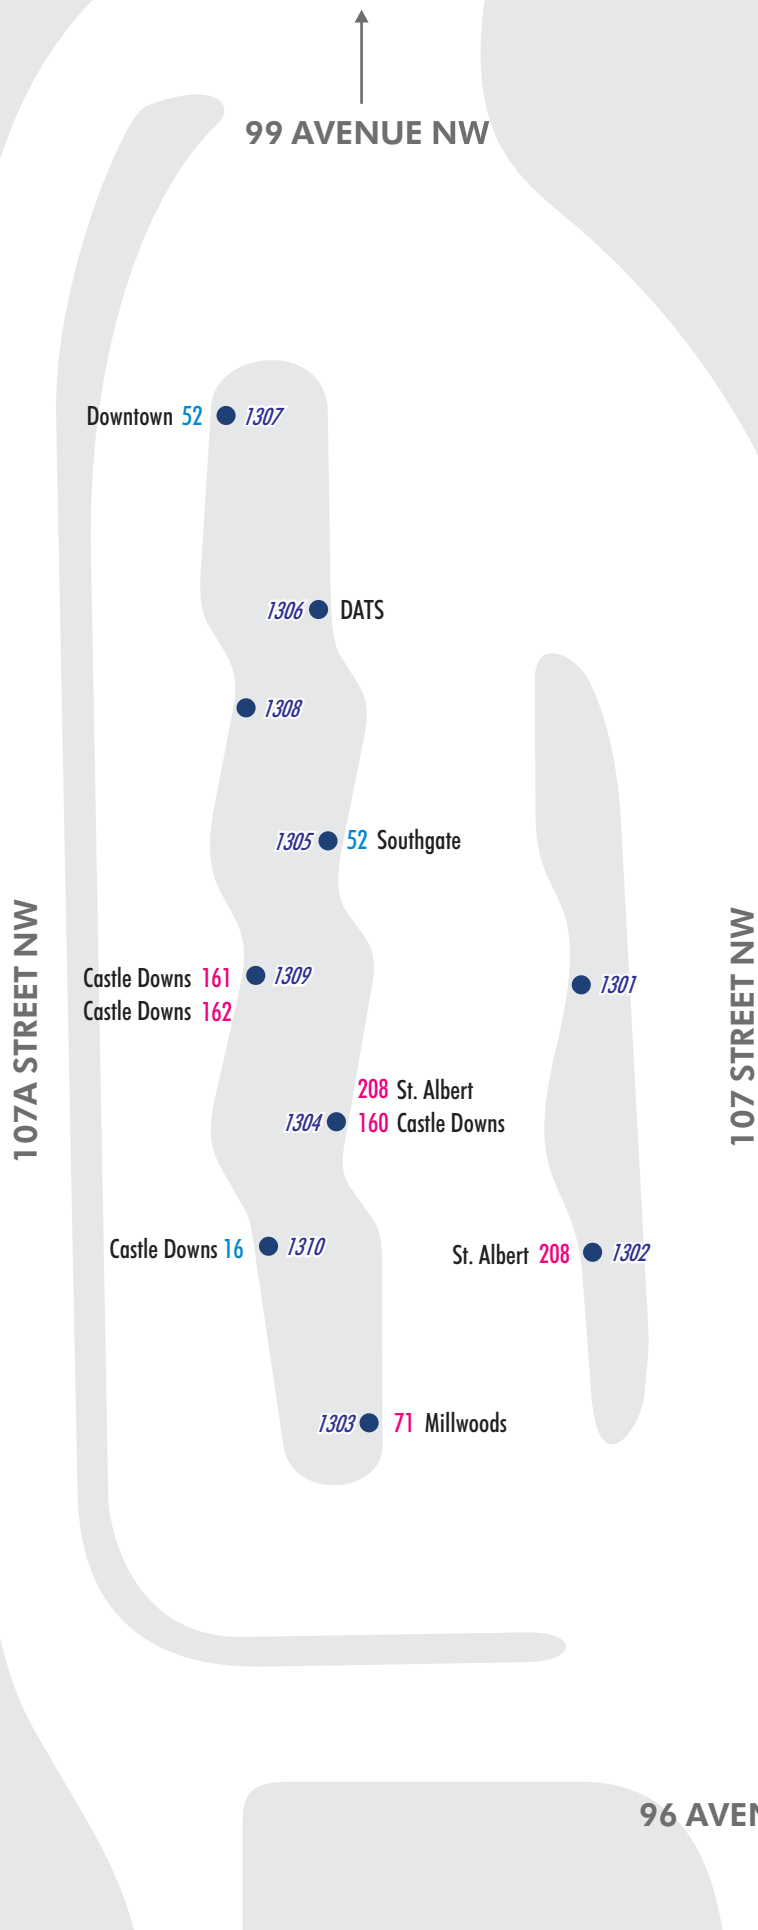 99 AVENUE NW
Downtown 52 1307
1306 DATS
1308
1305 52 Southgate
107A STREET NW
107 STREET NW
Castle Downs 161 1309
Castle Downs 162
1301
208 St. Albert
1304 160 Castle Downs
Castle Downs 16 1310
St. Albert 208 1302
1303 71 Millwoods
96 AVEN